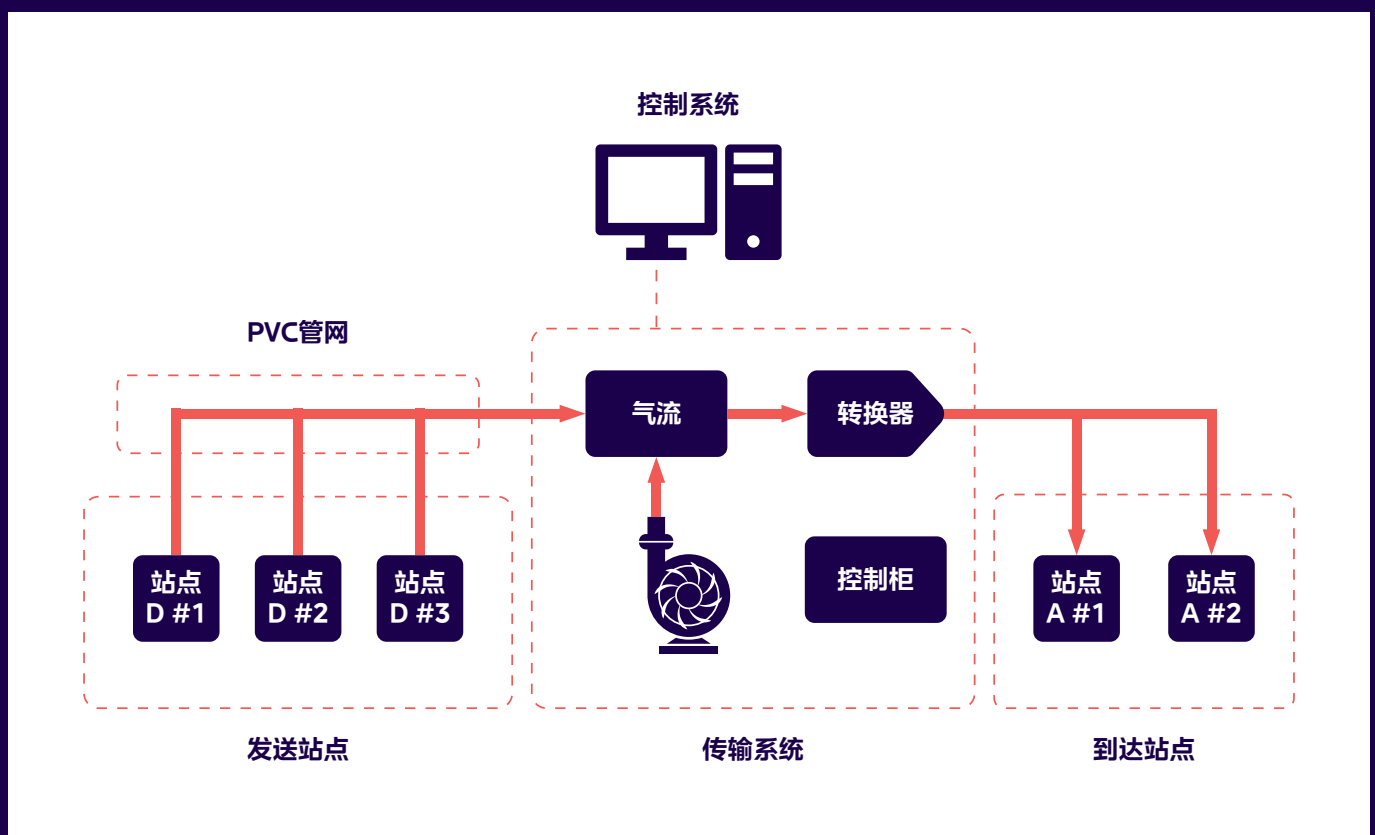 控制系统
PVC管网
气流
转换器
站点
D #1
站点
D #2
站点
D #3
控制柜
站点
A #1
站点
A #2
发送站点
传输系统
到达站点